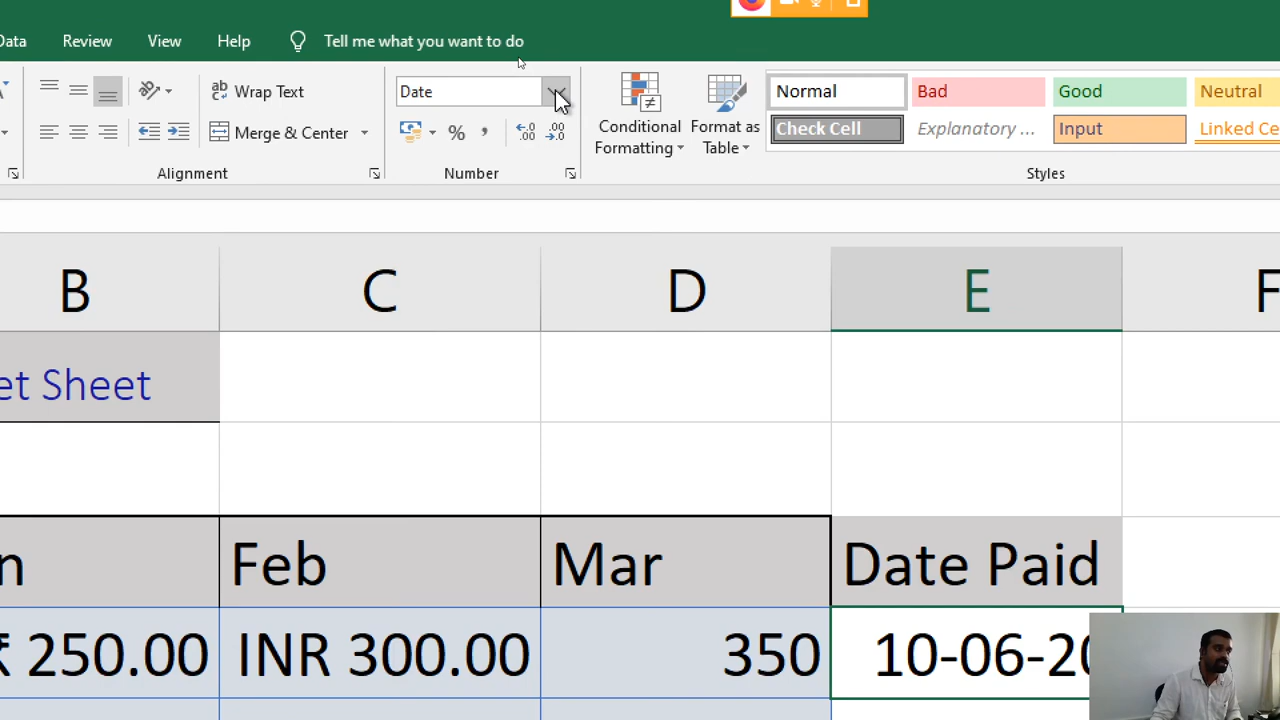 Data Review View Help Tell me what you want to do
Wrap Text Date Normal Bad Good Neutral
Merge & Center % , Conditional Formatting Format as Table Check Cell Explanatory ... Input Linked Ce
Alignment Number Styles
B C D E F
et Sheet
n Feb Mar Date Paid
250.00 INR 300.00 350 10-06-20